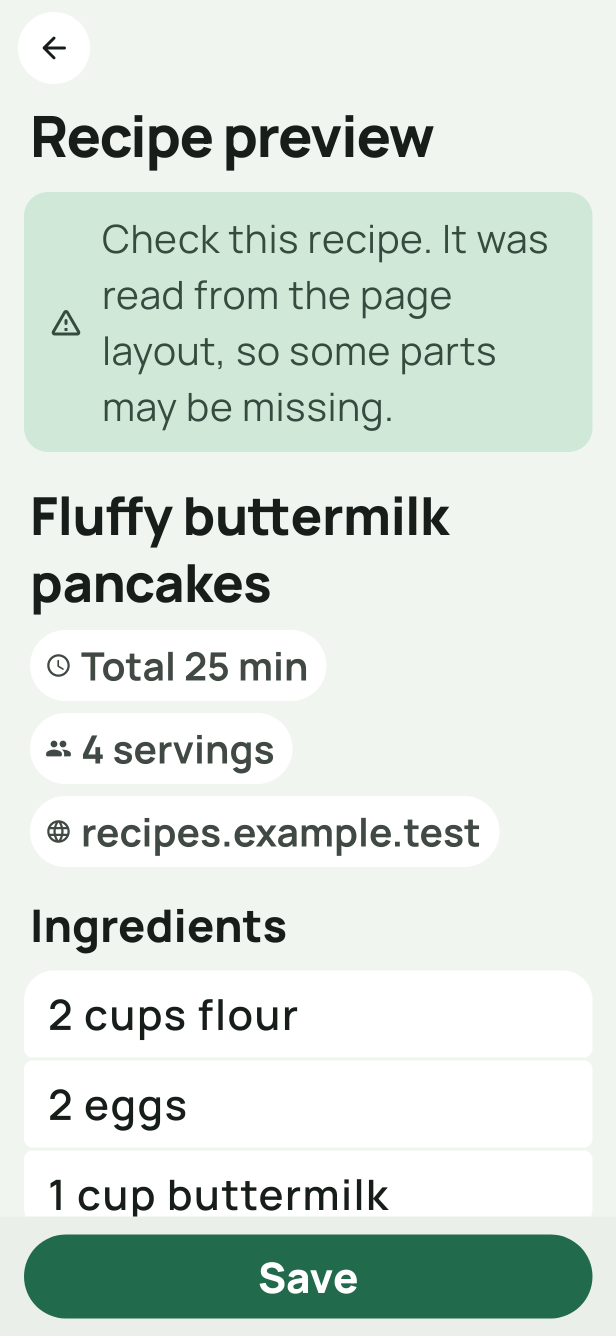 Recipe preview
Check this recipe. It was
read from the page
layout, so some parts
may be missing.
Fluffy buttermilk
pancakes
Total 25 min
4 servings
recipes.example.test
Ingredients
2 cups flour
2 eggs
1 cup buttermilk
Save